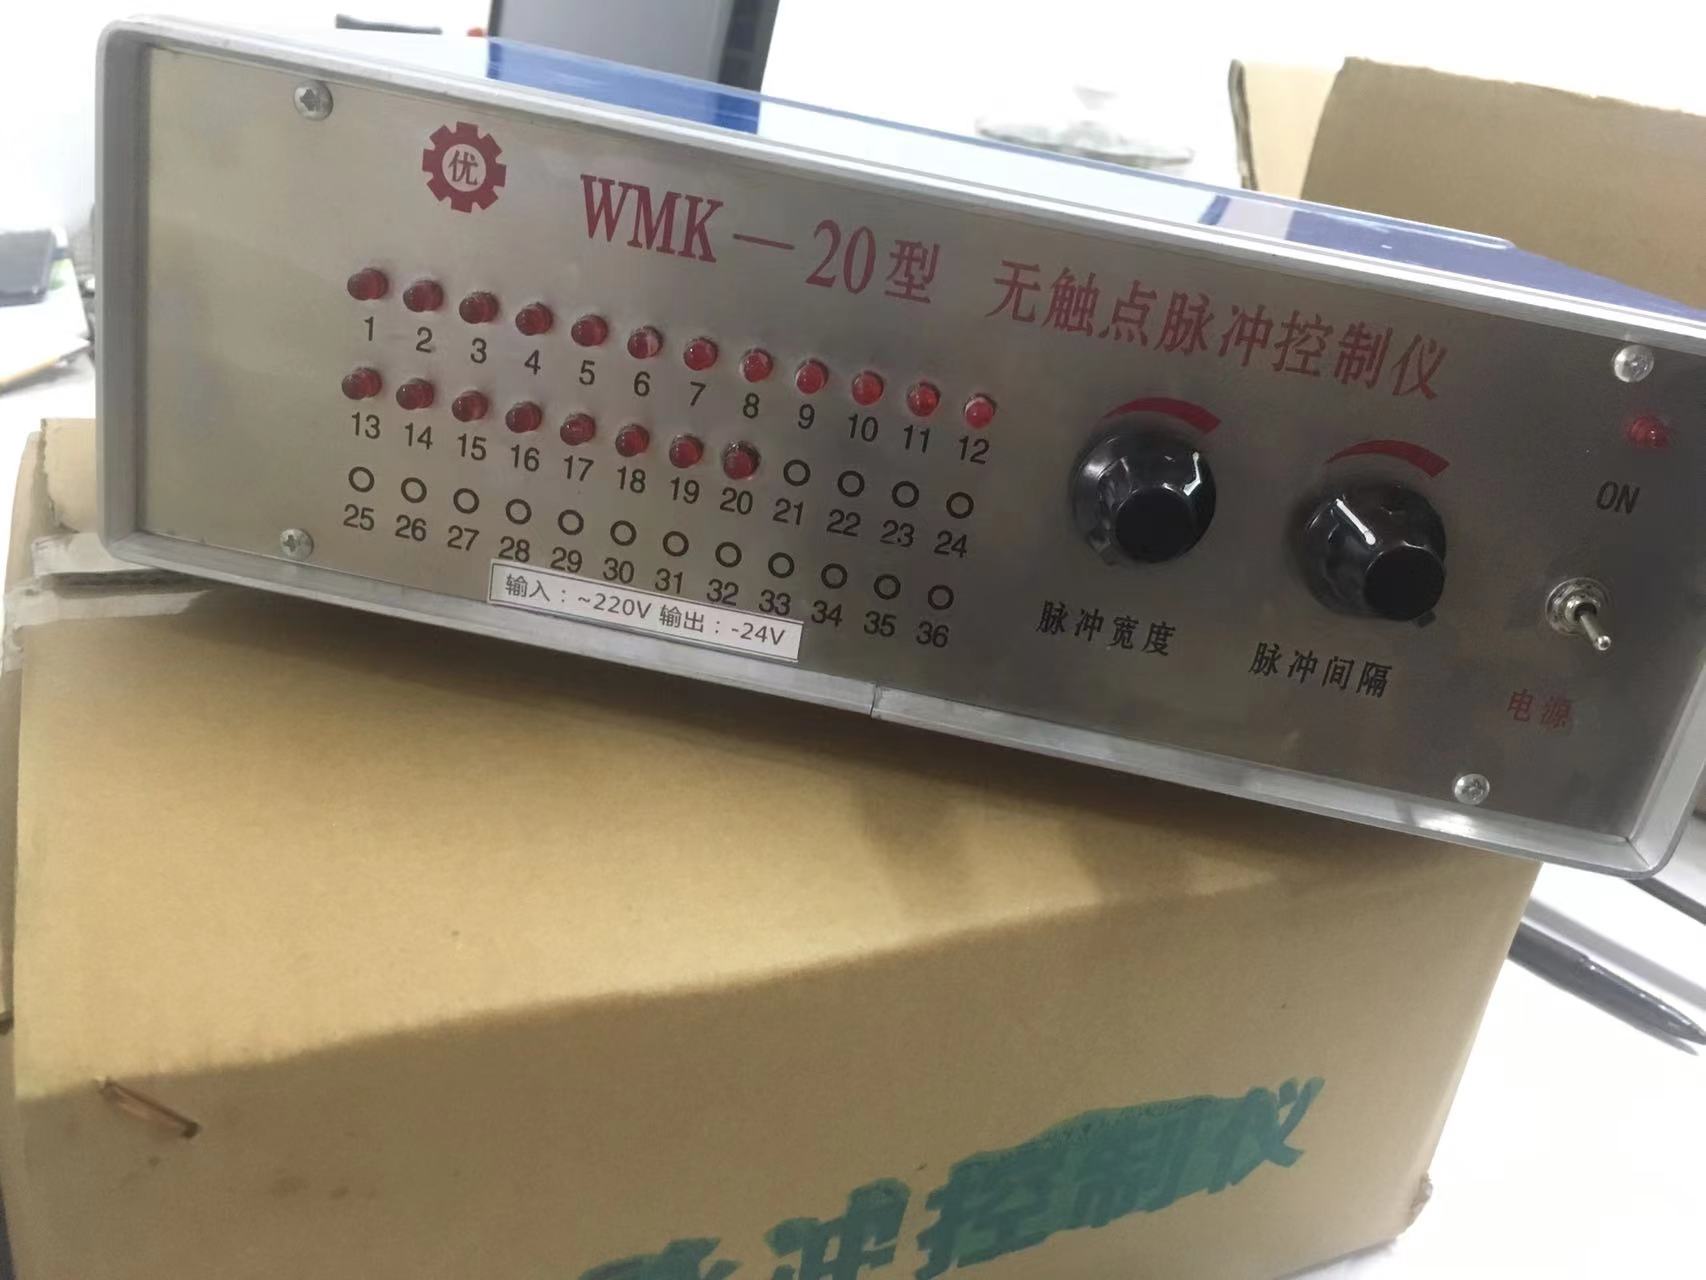 优
WMK—20型 无触点脉冲控制仪
1 2 3 4 5 6 7 8 9 10 11 12
13 14 15 16 17 18 19 20 21 22 23 24
25 26 27 28 29 30 31 32 33 34 35 36
输入：~220V 输出：-24V
脉冲宽度
脉冲间隔
ON
电源
脉冲控制仪